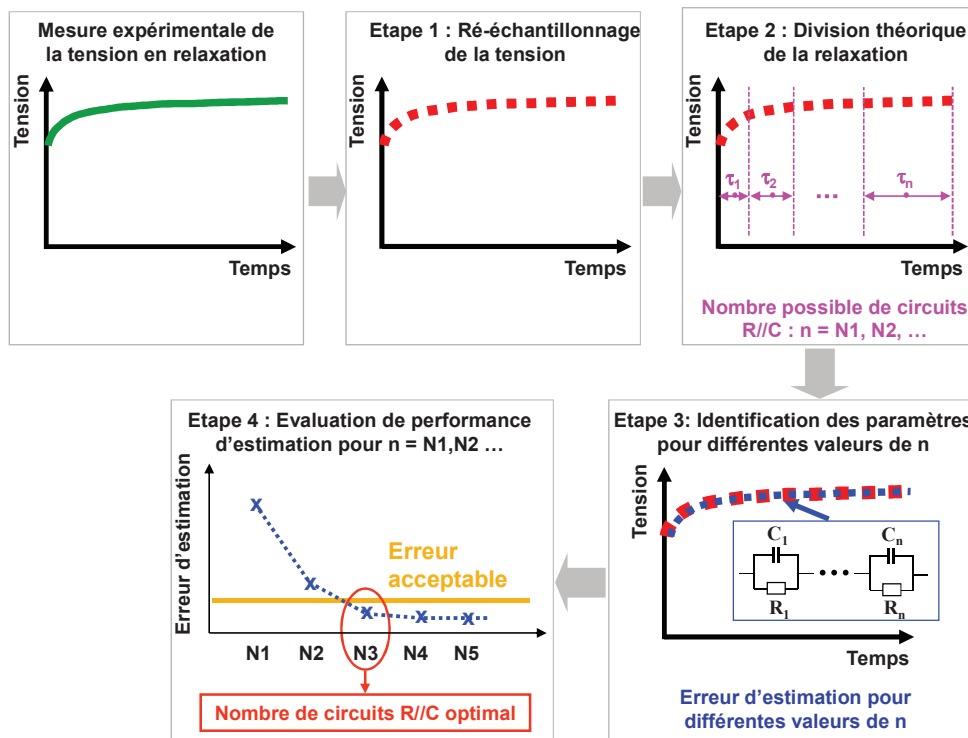 Mesure expérimentale de
la tension en relaxation
Tension
Temps
Etape 1 : Ré-échantillonnage
de la tension
Tension
Temps
Etape 2 : Division théorique
de la relaxation
Tension
τ1
τ2
...
τn
Temps
Nombre possible de circuits
R//C : n = N1, N2, …
Etape 3: Identification des paramètres
pour différentes valeurs de n
Tension
C1
Cn
R1
Rn
Temps
Erreur d’estimation pour
différentes valeurs de n
Etape 4 : Evaluation de performance
d’estimation pour n = N1,N2 …
Erreur d’estimation
Erreur
acceptable
N1 N2 N3 N4 N5
Nombre de circuits R//C optimal